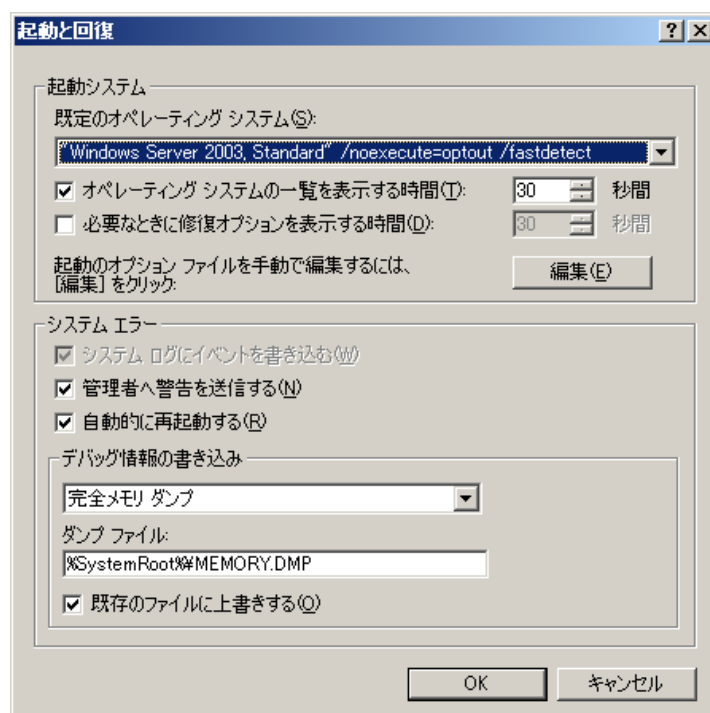 起動と回復
起動システム
既定のオペレーティング システム(S):
"Windows Server 2003, Standard" /noexecute=optout /fastdetect
オペレーティング システムの一覧を表示する時間(T): 30 秒間
必要なときに修復オプションを表示する時間(D): 30 秒間
起動のオプション ファイルを手動で編集するには、
[編集] をクリック:
編集(E)
システム エラー
システム ログにイベントを書き込む(W)
管理者へ警告を送信する(N)
自動的に再起動する(R)
デバッグ情報の書き込み
完全メモリ ダンプ
ダンプ ファイル:
%SystemRoot%¥MEMORY.DMP
既存のファイルに上書きする(O)
OK キャンセル